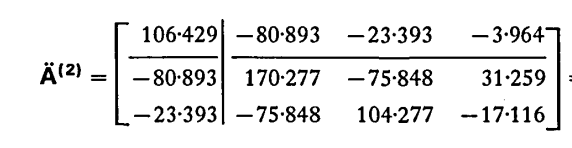 106·429 −80·893 −23·393 −3·964
Ä⁽²⁾ = −80·893 170·277 −75·848 31·259 =
−23·393 −75·848 104·277 −17·116